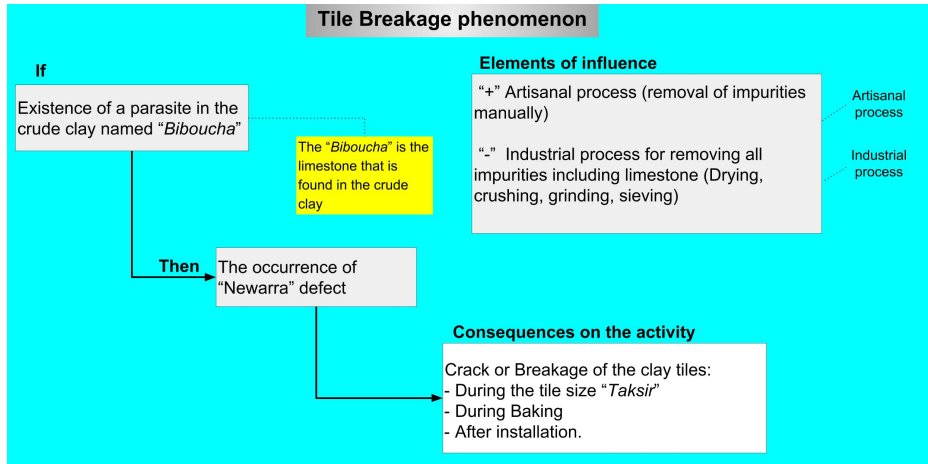 Tile Breakage phenomenon
If
Existence of a parasite in the
crude clay named “Biboucha”
The “Biboucha” is the
limestone that is
found in the crude
clay
Elements of influence
“+” Artisanal process (removal of impurities
manually)
“-”  Industrial process for removing all
impurities including limestone (Drying,
crushing, grinding, sieving)
Artisanal
process
Industrial
process
Then
The occurrence of
“Newarra” defect
Consequences on the activity
Crack or Breakage of the clay tiles:
- During the tile size “Taksir”
- During Baking
- After installation.